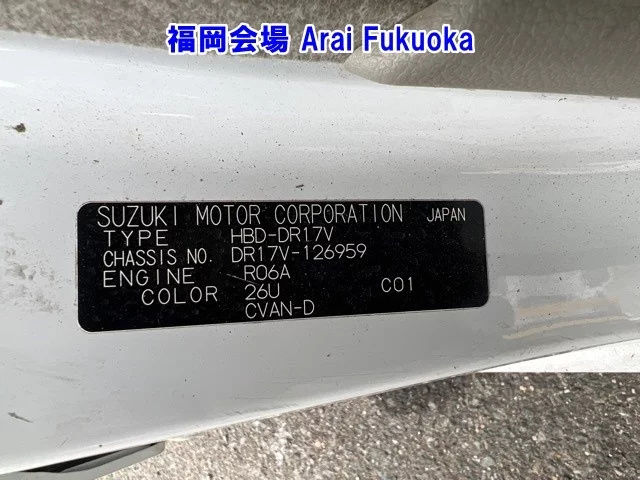 福岡会場 Arai Fukuoka
SUZUKI MOTOR CORPORATION JAPAN
TYPE HBD-DR17V
CHASSIS NO. DR17V-126959
ENGINE R06A
COLOR 26U C01
CVAN-D